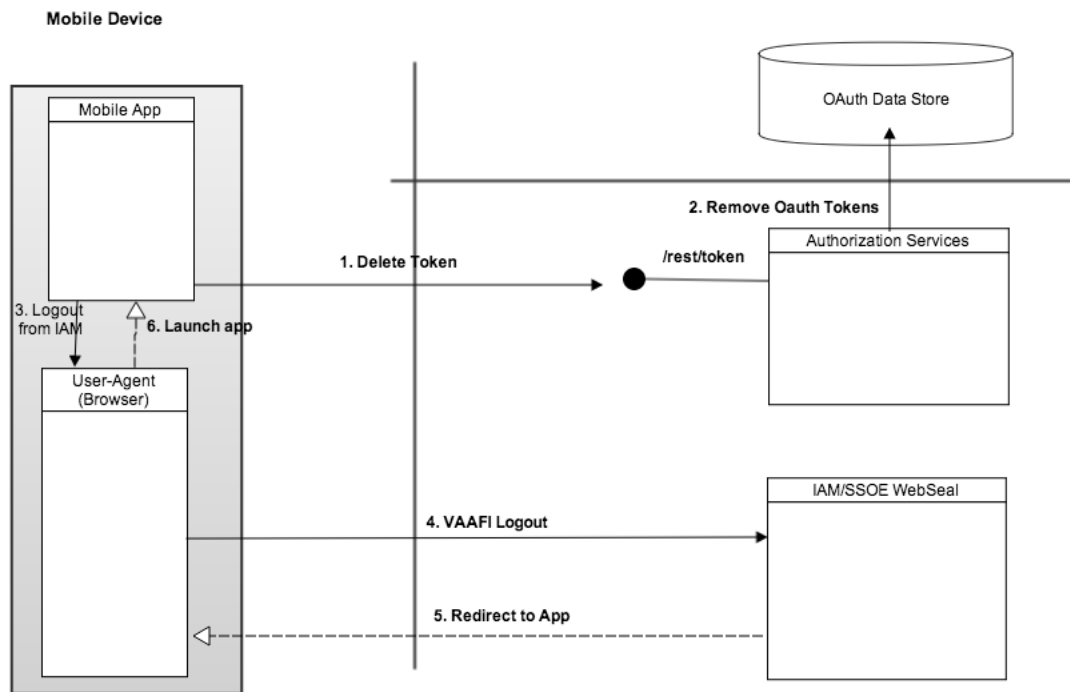 Mobile Device
Mobile App
OAuth Data Store
2. Remove Oauth Tokens
Authorization Services
/rest/token
1. Delete Token
3. Logout
from IAM
6. Launch app
User-Agent
(Browser)
IAM/SSOE WebSeal
4. VAAFI Logout
5. Redirect to App